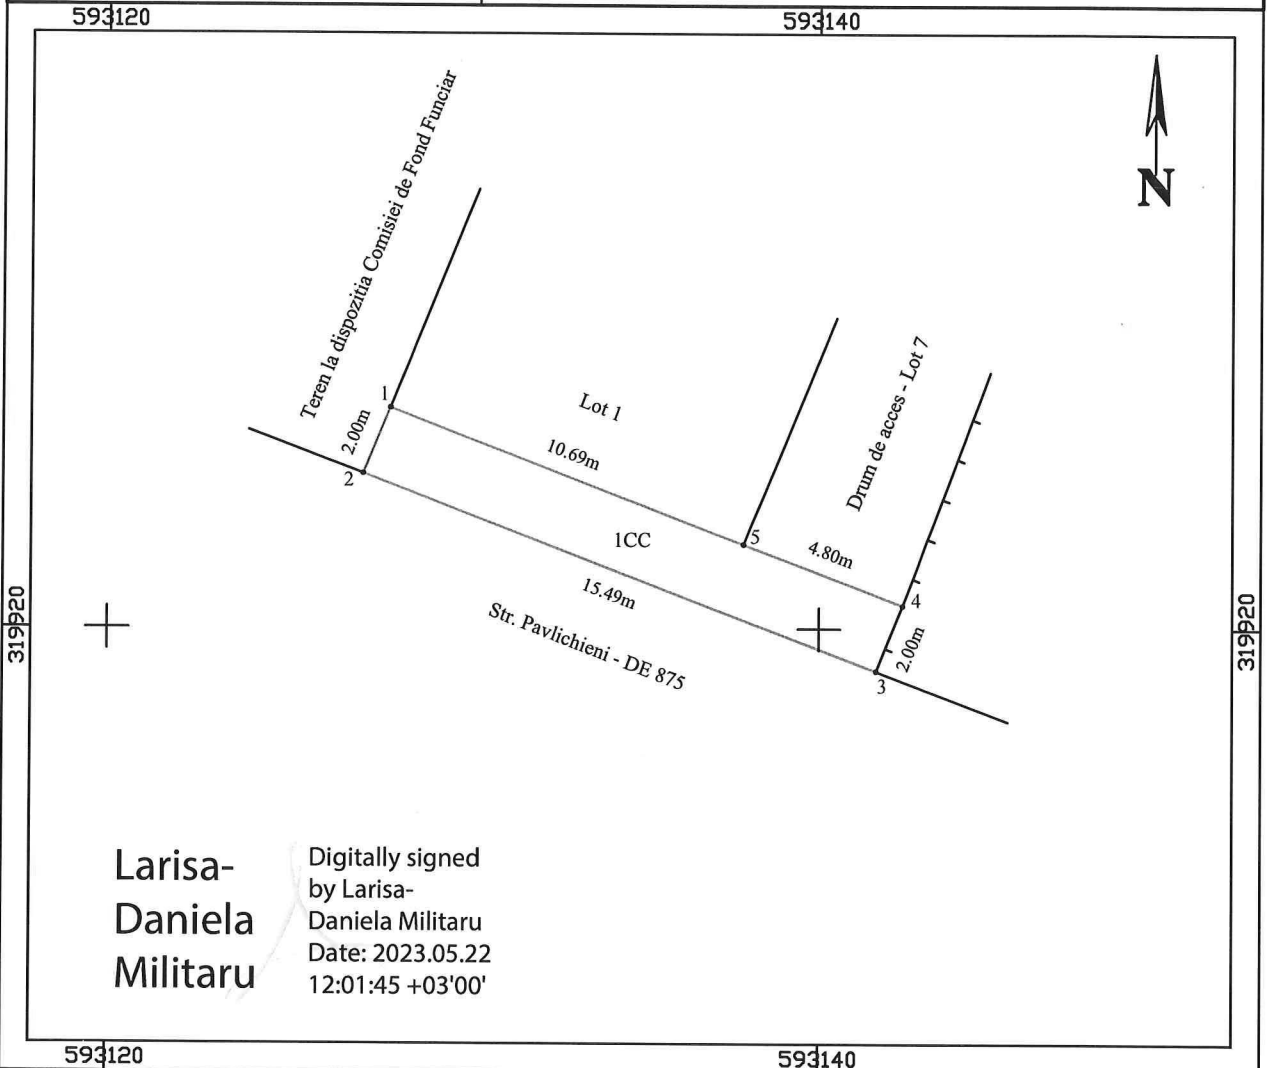 593120
593140
Teren la dispozitia Comisiei de Fond Funciar
N
Drum de acces - Lot 7
1
Lot 1
2.00m
10.69m
2
5
1CC
4.80m
15.49m
4
Str. Pavlichieni - DE 875
2.00m
3
319920
319920
Larisa-
Daniela
Militaru
Digitally signed
by Larisa-
Daniela Militaru
Date: 2023.05.22
12:01:45 +03'00'
593120
593140